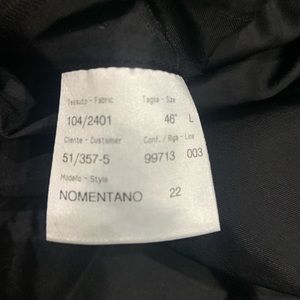 Tessuto - Fabric Taglia - Size
104/2401 46" L
Cliente - Customer Conf. / Riga - Line
51/357-5 99713 003
Modello - Style
NOMENTANO 22